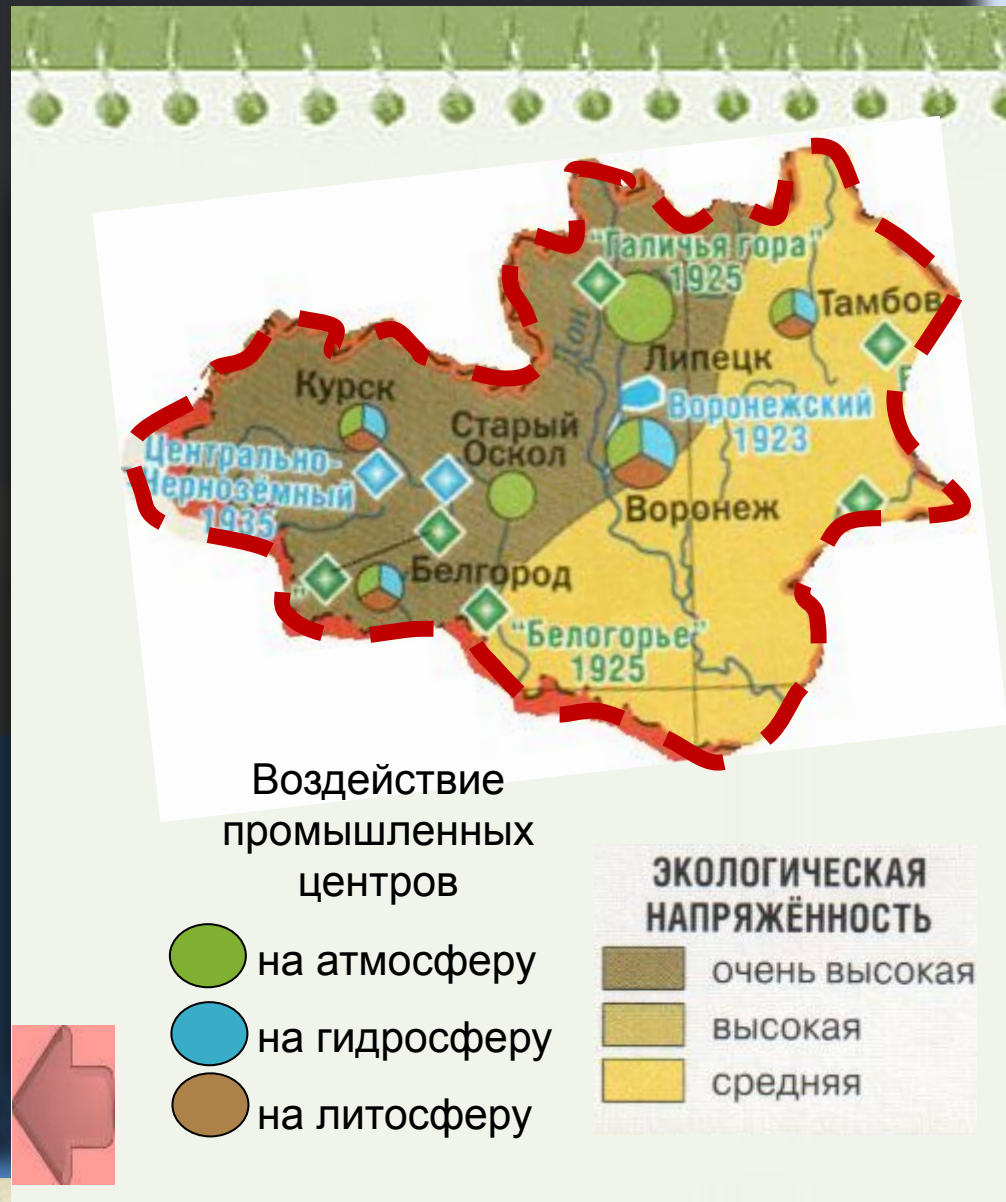 "Галичья гора"
1925
Тамбов
Дон
Липецк
Курск
Воронежский
1923
Старый
Оскол
Центрально-
Чернозёмный
1935
Воронеж
Белгород
"Белогорье"
1925
Воздействие
промышленных
центров
на атмосферу
на гидросферу
на литосферу
ЭКОЛОГИЧЕСКАЯ
НАПРЯЖЁННОСТЬ
очень высокая
высокая
средняя